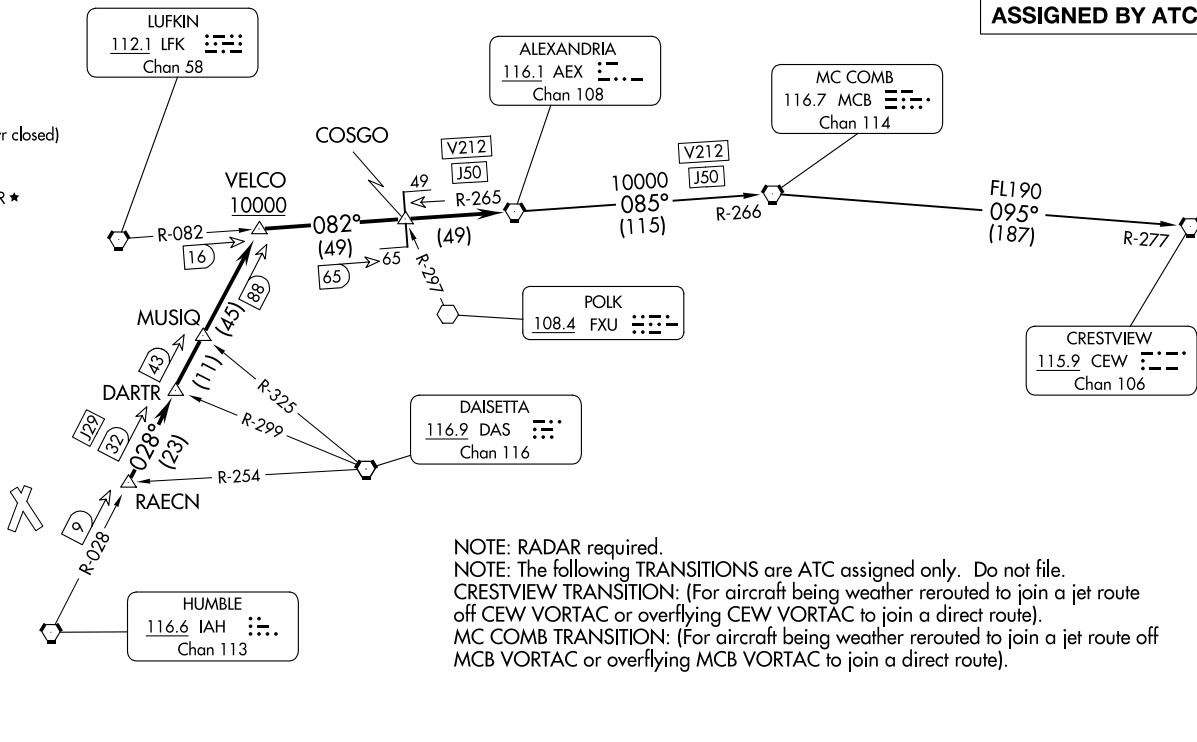 ASSIGNED BY ATC
LUFKIN
112.1 LFK
Chan 58
ALEXANDRIA
116.1 AEX
Chan 108
MC COMB
116.7 MCB
Chan 114
r closed)
R ★
COSGO
V212
J50
V212
J50
VELCO
10000
49
R-265
10000
085°
(115)
R-266
FL190
095°
(187)
R-277
R-082
16
082°
(49)
65
65
(49)
R-297
88
POLK
108.4 FXU
MUSIQ
(45)
43
(11)
CRESTVIEW
115.9 CEW
Chan 106
DARTR
R-325
R-299
J29
32
028°
(23)
DAISETTA
116.9 DAS
Chan 116
R-254
RAECN
9
R-028
HUMBLE
116.6 IAH
Chan 113
NOTE: RADAR required.
NOTE: The following TRANSITIONS are ATC assigned only. Do not file.
CRESTVIEW TRANSITION: (For aircraft being weather rerouted to join a jet route
off CEW VORTAC or overflying CEW VORTAC to join a direct route).
MC COMB TRANSITION: (For aircraft being weather rerouted to join a jet route off
MCB VORTAC or overflying MCB VORTAC to join a direct route).